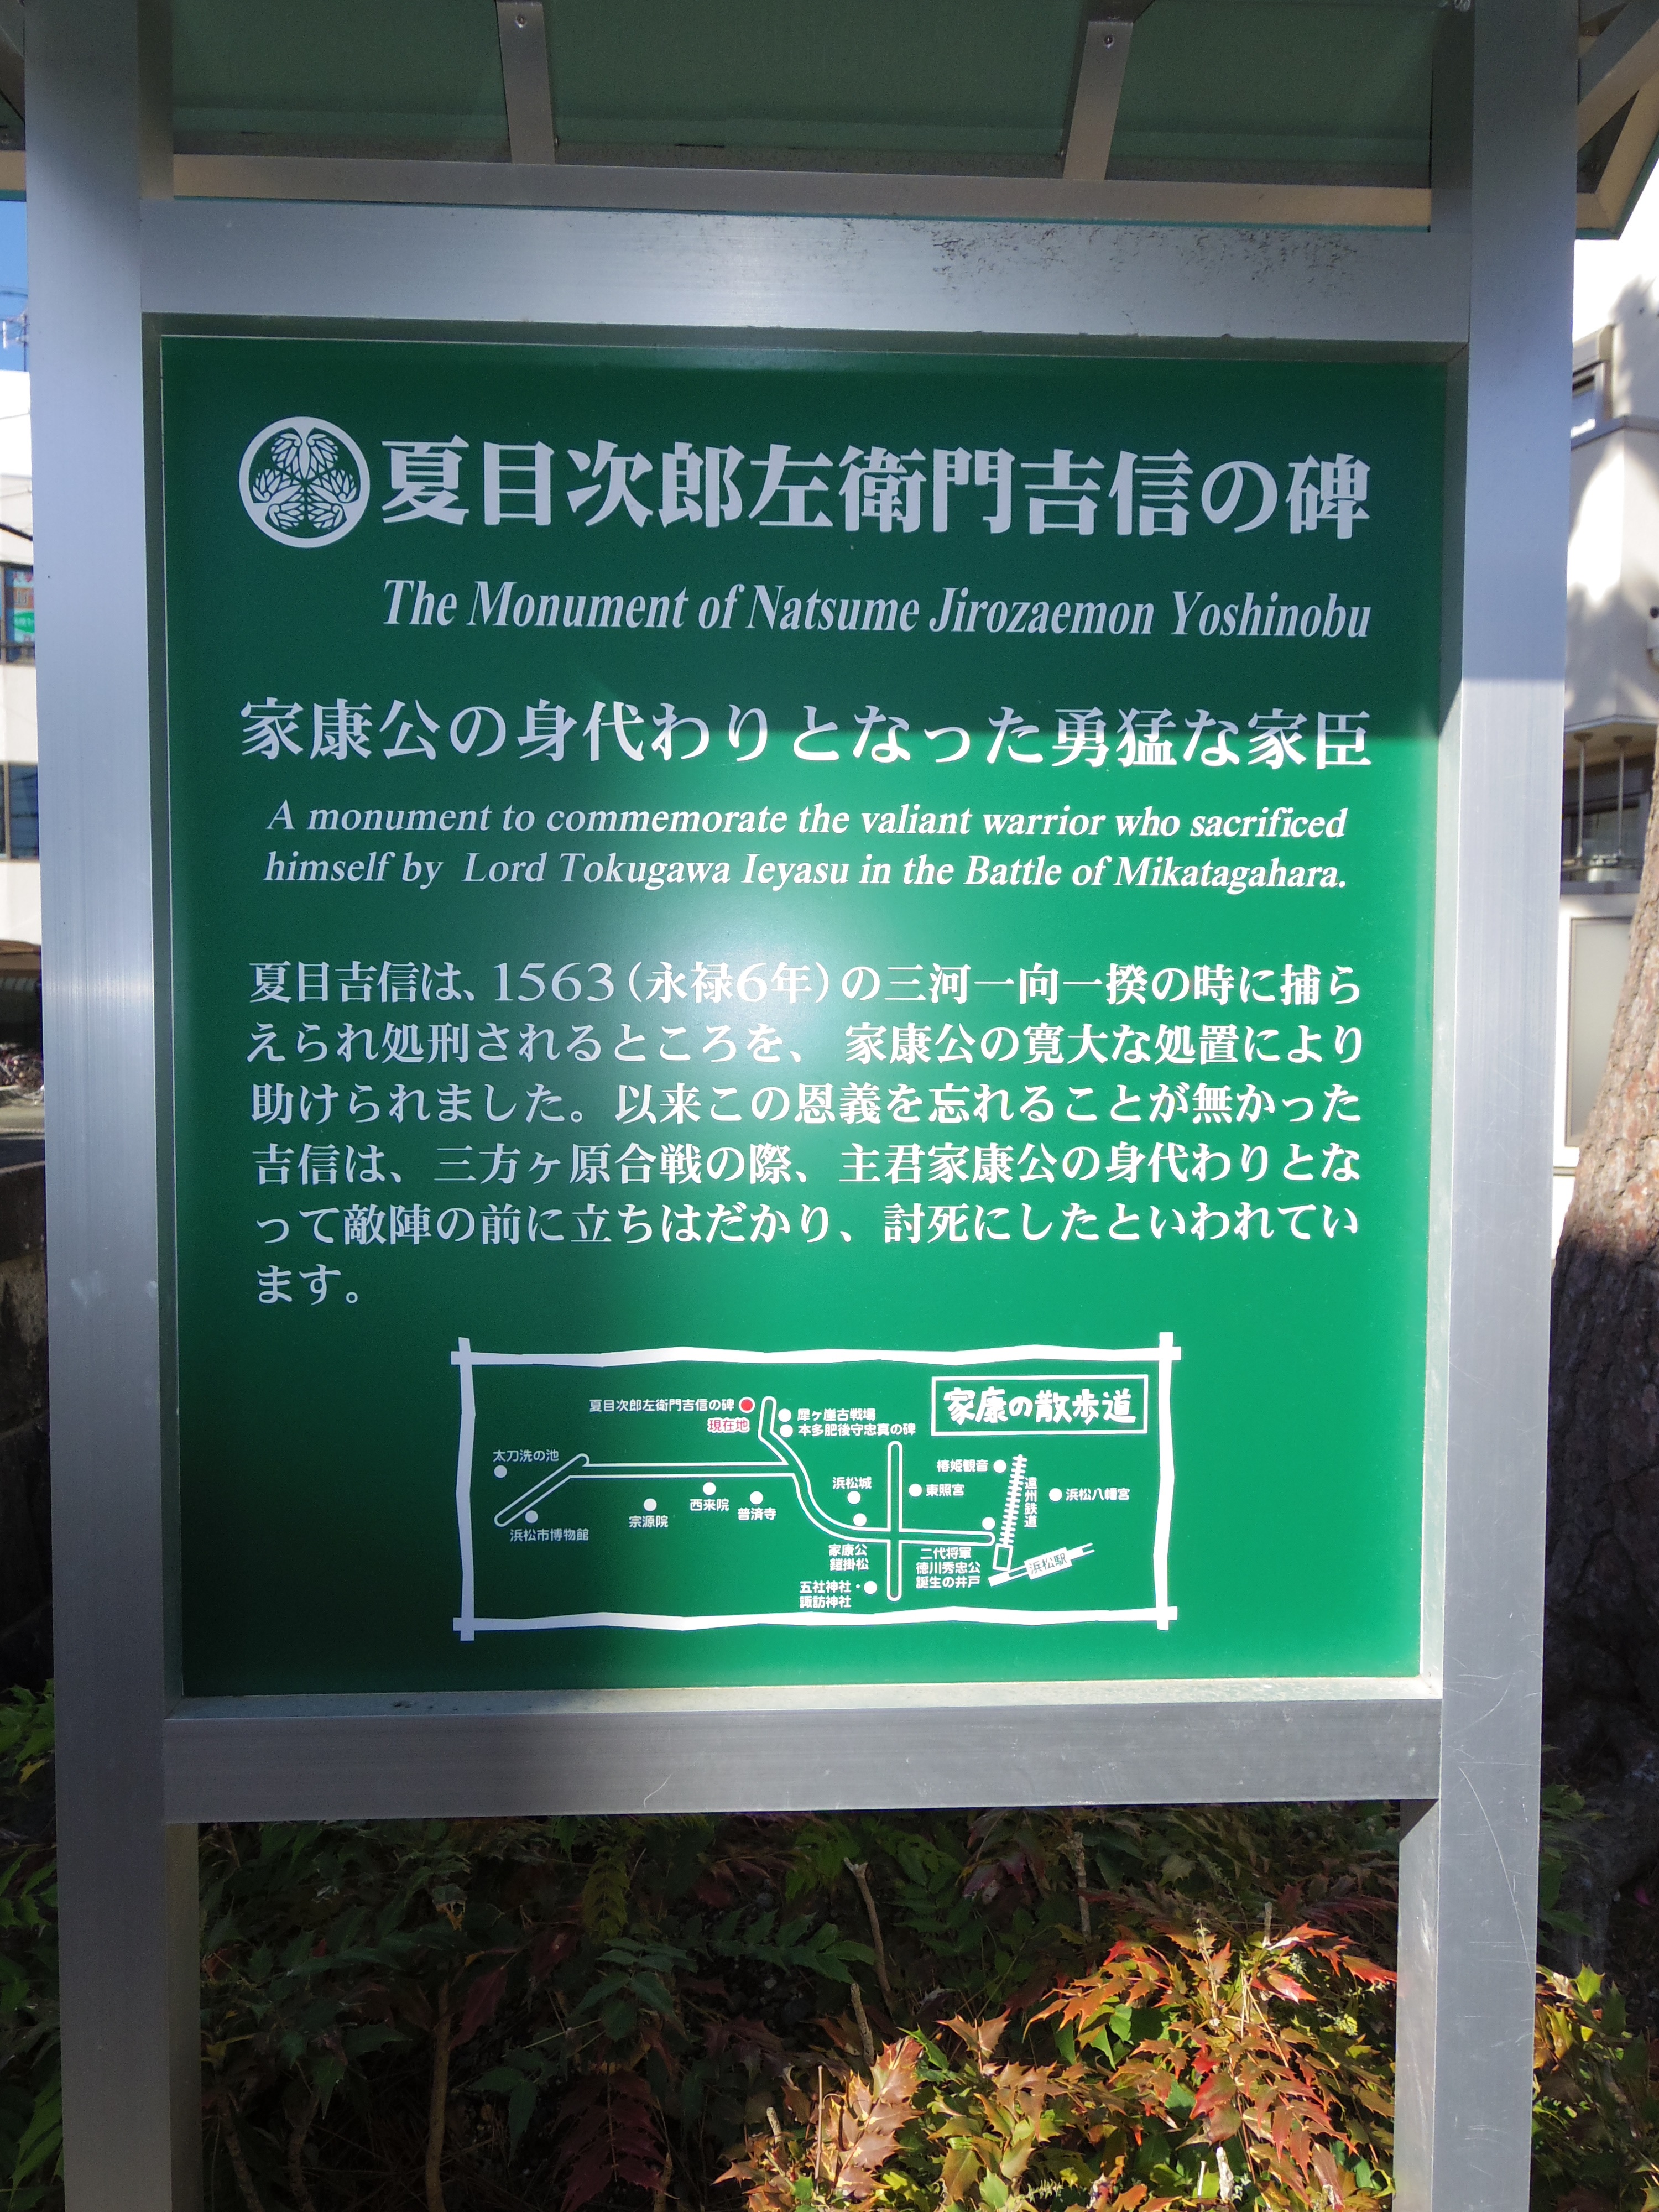 夏目次郎左衛門吉信の碑
The Monument of Natsume Jirozaemon Yoshinobu
家康公の身代わりとなった勇猛な家臣
A monument to commemorate the valiant warrior who sacrificed
himself by Lord Tokugawa Ieyasu in the Battle of Mikatagahara.
夏目吉信は、1563(永禄6年)の三河一向一揆の時に捕ら
えられ処刑されるところを、家康公の寛大な処置により
助けられました。以来この恩義を忘れることが無かった
吉信は、三方ヶ原合戦の際、主君家康公の身代わりとな
って敵陣の前に立ちはだかり、討死にしたといわれてい
ます。
家康の散歩道
夏目次郎左衛門吉信の碑
現在地
犀ヶ崖古戦場
本多肥後守忠真の碑
太刀洗の池
浜松市博物館
宗源院
西来院
普済寺
浜松城
東照宮
椿姫観音
遠州鉄道
浜松八幡宮
家康公
鎧掛松
二代将軍
徳川秀忠公
誕生の井戸
浜松駅
五社神社・
諏訪神社